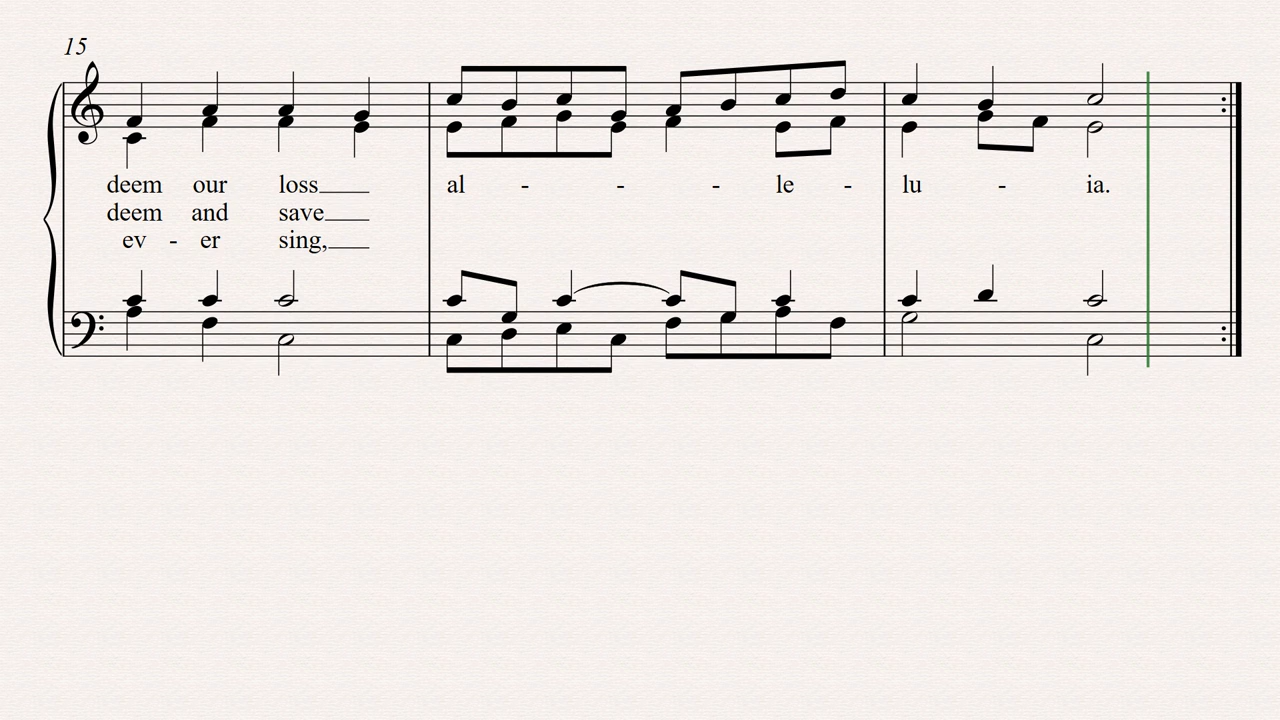 15
deem our loss al - - - le - lu - ia.
deem and save
ev - er sing,